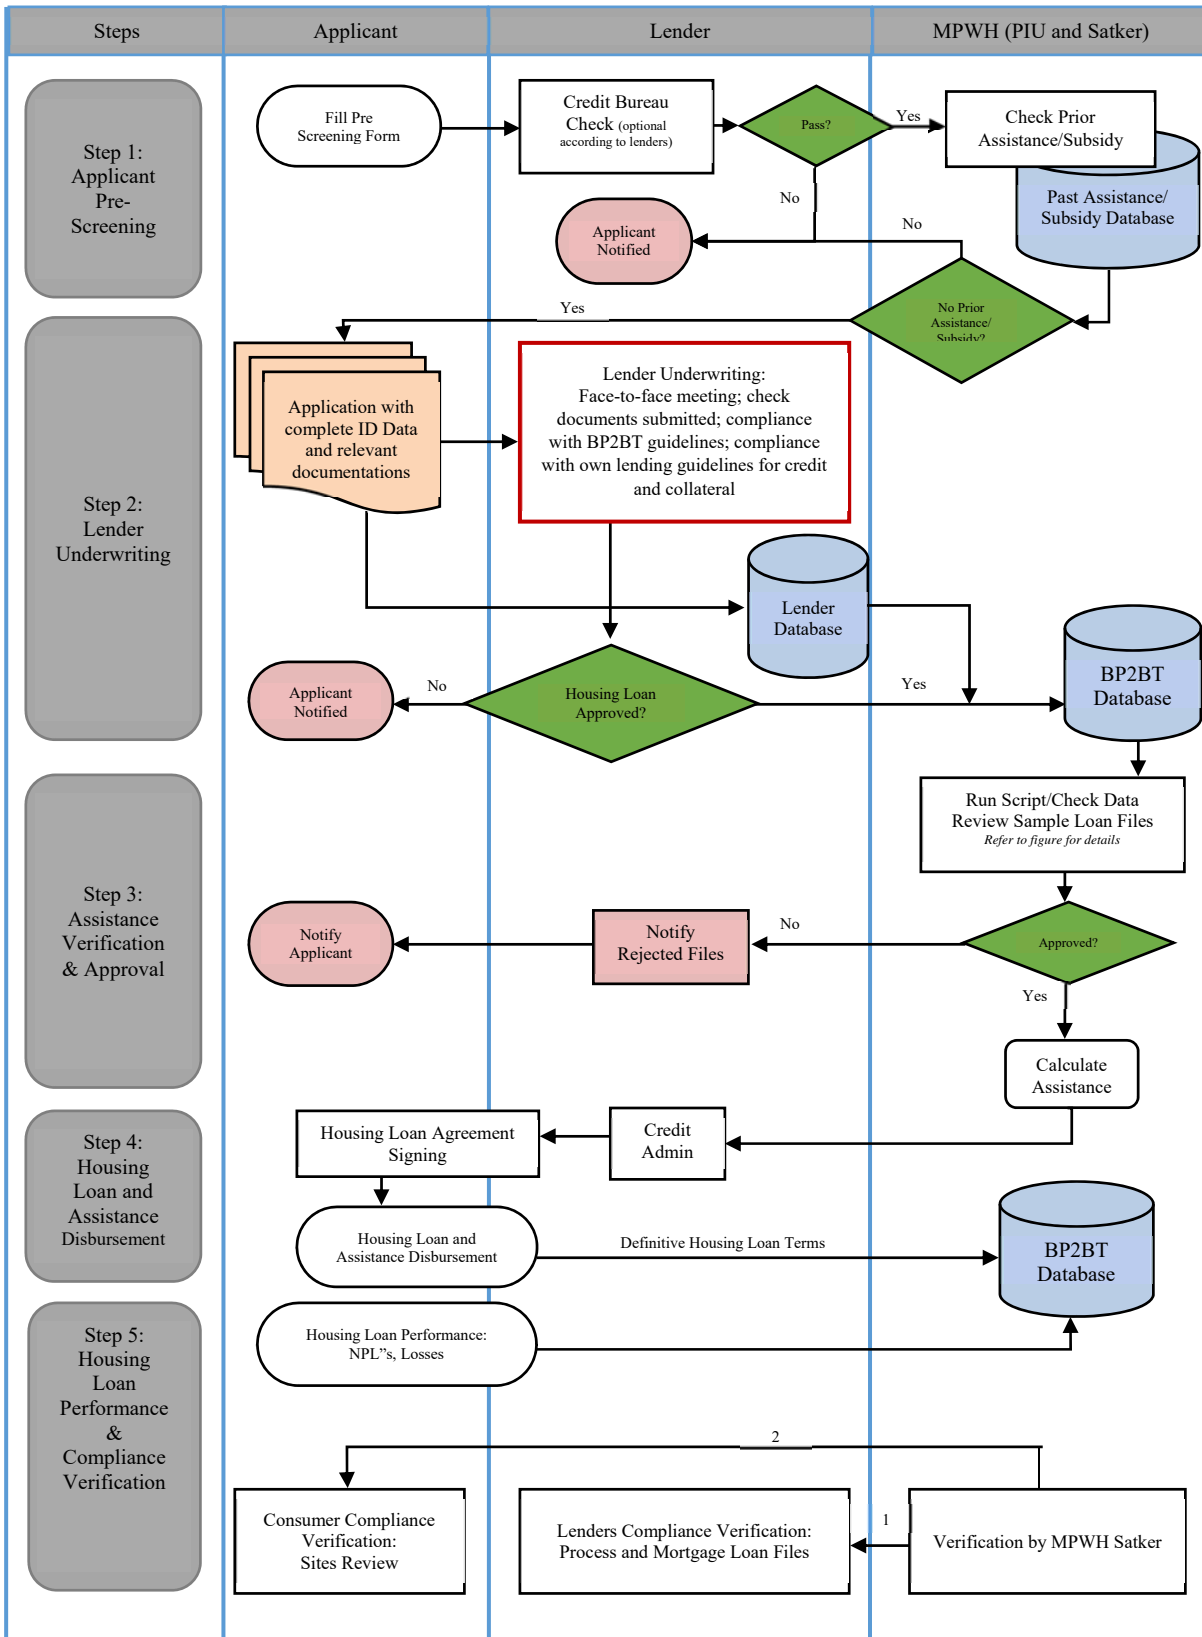 Steps
Applicant
Lender
MPWH (PIU and Satker)
Step 1:
Applicant
Pre-
Screening
Fill Pre
Screening Form
Credit Bureau
Check (optional
according to lenders)
Pass?
Yes
Check Prior
Assistance/Subsidy
Past Assistance/
Subsidy Database
No
Applicant
Notified
No
No Prior
Assistance/
Subsidy?
Yes
Step 2:
Lender
Underwriting
Application with
complete ID Data
and relevant
documentations
Lender Underwriting:
Face-to-face meeting; check
documents submitted; compliance
with BP2BT guidelines; compliance
with own lending guidelines for credit
and collateral
Lender
Database
BP2BT
Database
Applicant
Notified
No
Housing Loan
Approved?
Yes
Step 3:
Assistance
Verification
& Approval
Run Script/Check Data
Review Sample Loan Files
Refer to figure for details
Notify
Applicant
Notify
Rejected Files
No
Approved?
Yes
Calculate
Assistance
Step 4:
Housing
Loan and
Assistance
Disbursement
Housing Loan Agreement
Signing
Credit
Admin
Housing Loan and
Assistance Disbursement
Definitive Housing Loan Terms
BP2BT
Database
Step 5:
Housing
Loan
Performance
&
Compliance
Verification
Housing Loan Performance:
NPL"s, Losses
2
Consumer Compliance
Verification:
Sites Review
Lenders Compliance Verification:
Process and Mortgage Loan Files
1
Verification by MPWH Satker